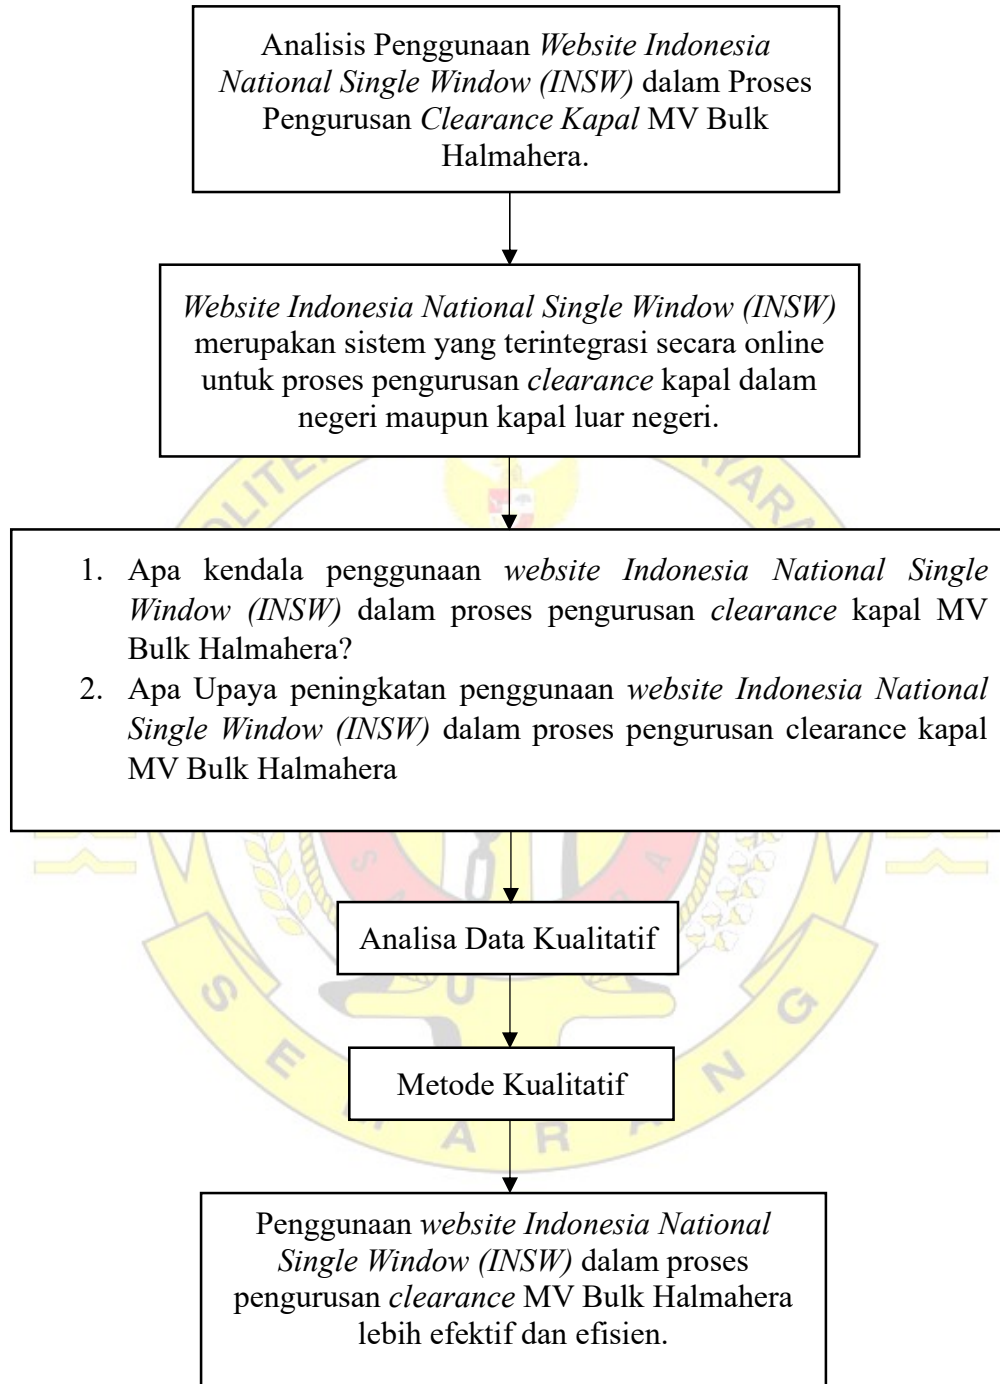 Analisis Penggunaan Website Indonesia
National Single Window (INSW) dalam Proses
Pengurusan Clearance Kapal MV Bulk
Halmahera.
Website Indonesia National Single Window (INSW)
merupakan sistem yang terintegrasi secara online
untuk proses pengurusan clearance kapal dalam
negeri maupun kapal luar negeri.
1. Apa kendala penggunaan website Indonesia National Single
Window (INSW) dalam proses pengurusan clearance kapal MV
Bulk Halmahera?
2. Apa Upaya peningkatan penggunaan website Indonesia National
Single Window (INSW) dalam proses pengurusan clearance kapal
MV Bulk Halmahera
Analisa Data Kualitatif
Metode Kualitatif
SEMARANG
Penggunaan website Indonesia National
Single Window (INSW) dalam proses
pengurusan clearance MV Bulk Halmahera
lebih efektif dan efisien.